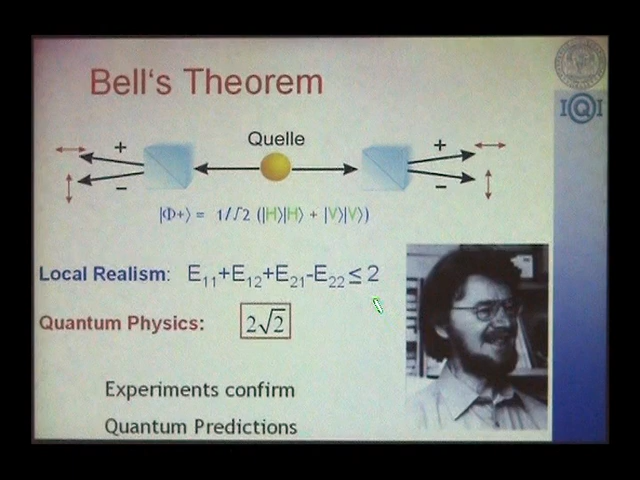 Bell's Theorem
IQI
Quelle
+ +
− −
|Φ+⟩ = 1/√2 (|H⟩|H⟩ + |V⟩|V⟩)
Local Realism: E₁₁+E₁₂+E₂₁-E₂₂ ≤ 2
Quantum Physics: 2√2
Experiments confirm
Quantum Predictions